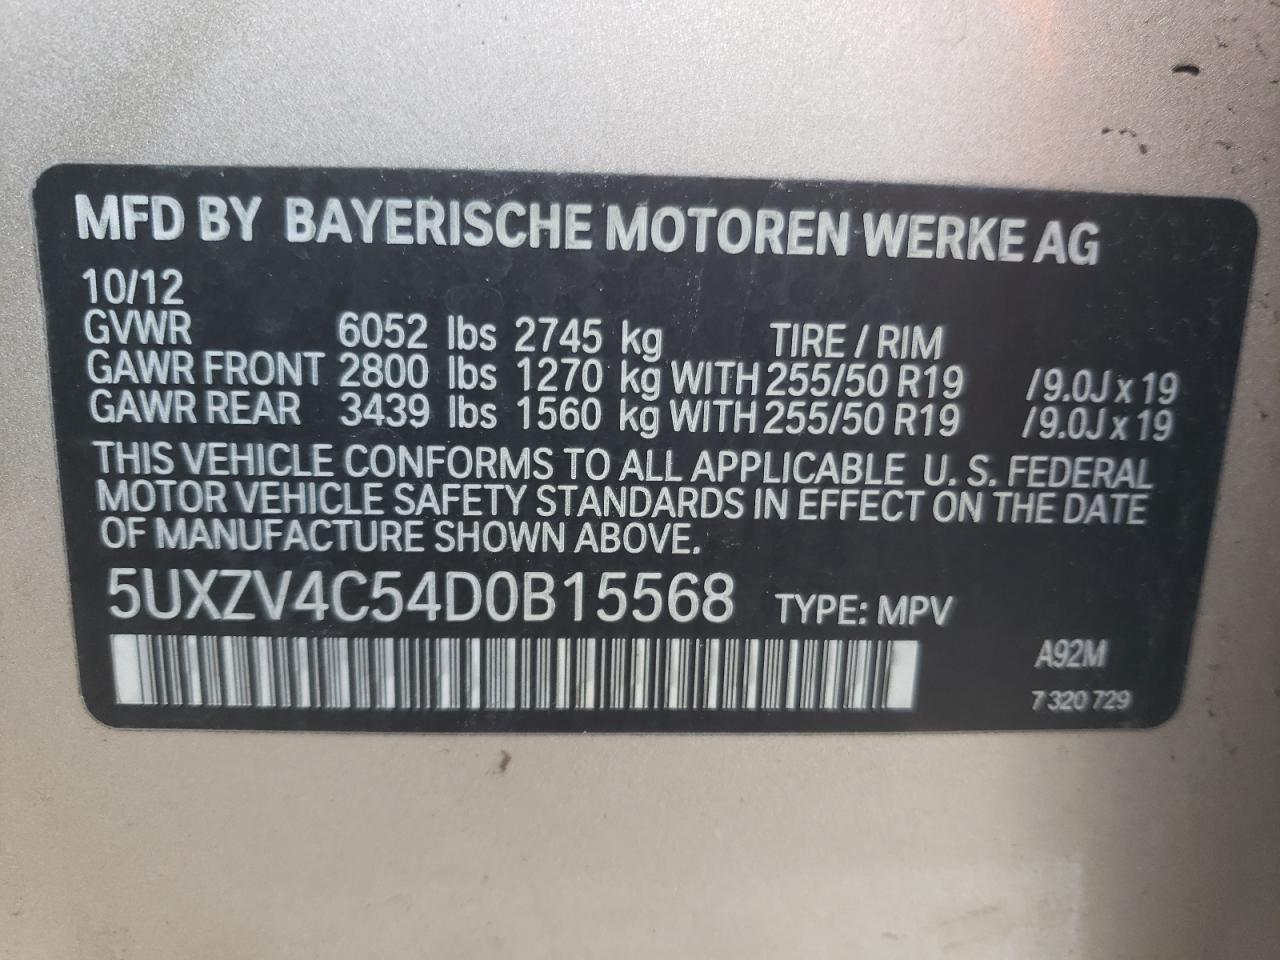 MFD BY BAYERISCHE MOTOREN WERKE AG
10/12
GVWR 6052 lbs 2745 kg TIRE / RIM
GAWR FRONT 2800 lbs 1270 kg WITH 255/50 R19 /9.0J x 19
GAWR REAR 3439 lbs 1560 kg WITH 255/50 R19 /9.0J x 19
THIS VEHICLE CONFORMS TO ALL APPLICABLE U. S. FEDERAL
MOTOR VEHICLE SAFETY STANDARDS IN EFFECT ON THE DATE
OF MANUFACTURE SHOWN ABOVE.
5UXZV4C54D0B15568 TYPE: MPV
A92M
7 320 729